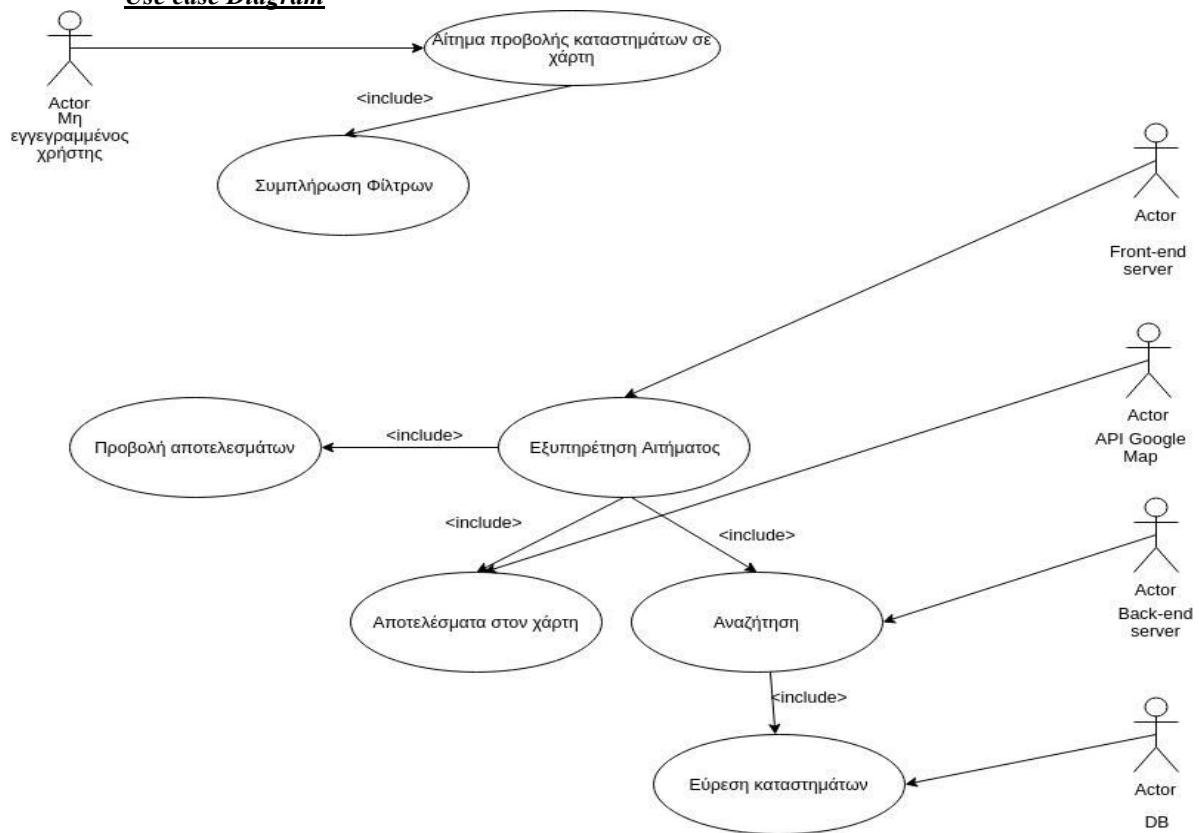 Use case Diagram
Αίτημα προβολής καταστημάτων σε
χάρτη
Actor
Μη
εγγεγραμμένος
χρήστης
<include>
Συμπλήρωση Φίλτρων
Actor
Front-end
server
Actor
API Google
Map
Προβολή αποτελεσμάτων
<include>
Εξυπηρέτηση Αιτήματος
<include>
<include>
Αποτελέσματα στον χάρτη
Αναζήτηση
Actor
Back-end
server
<include>
Εύρεση καταστημάτων
Actor
DB